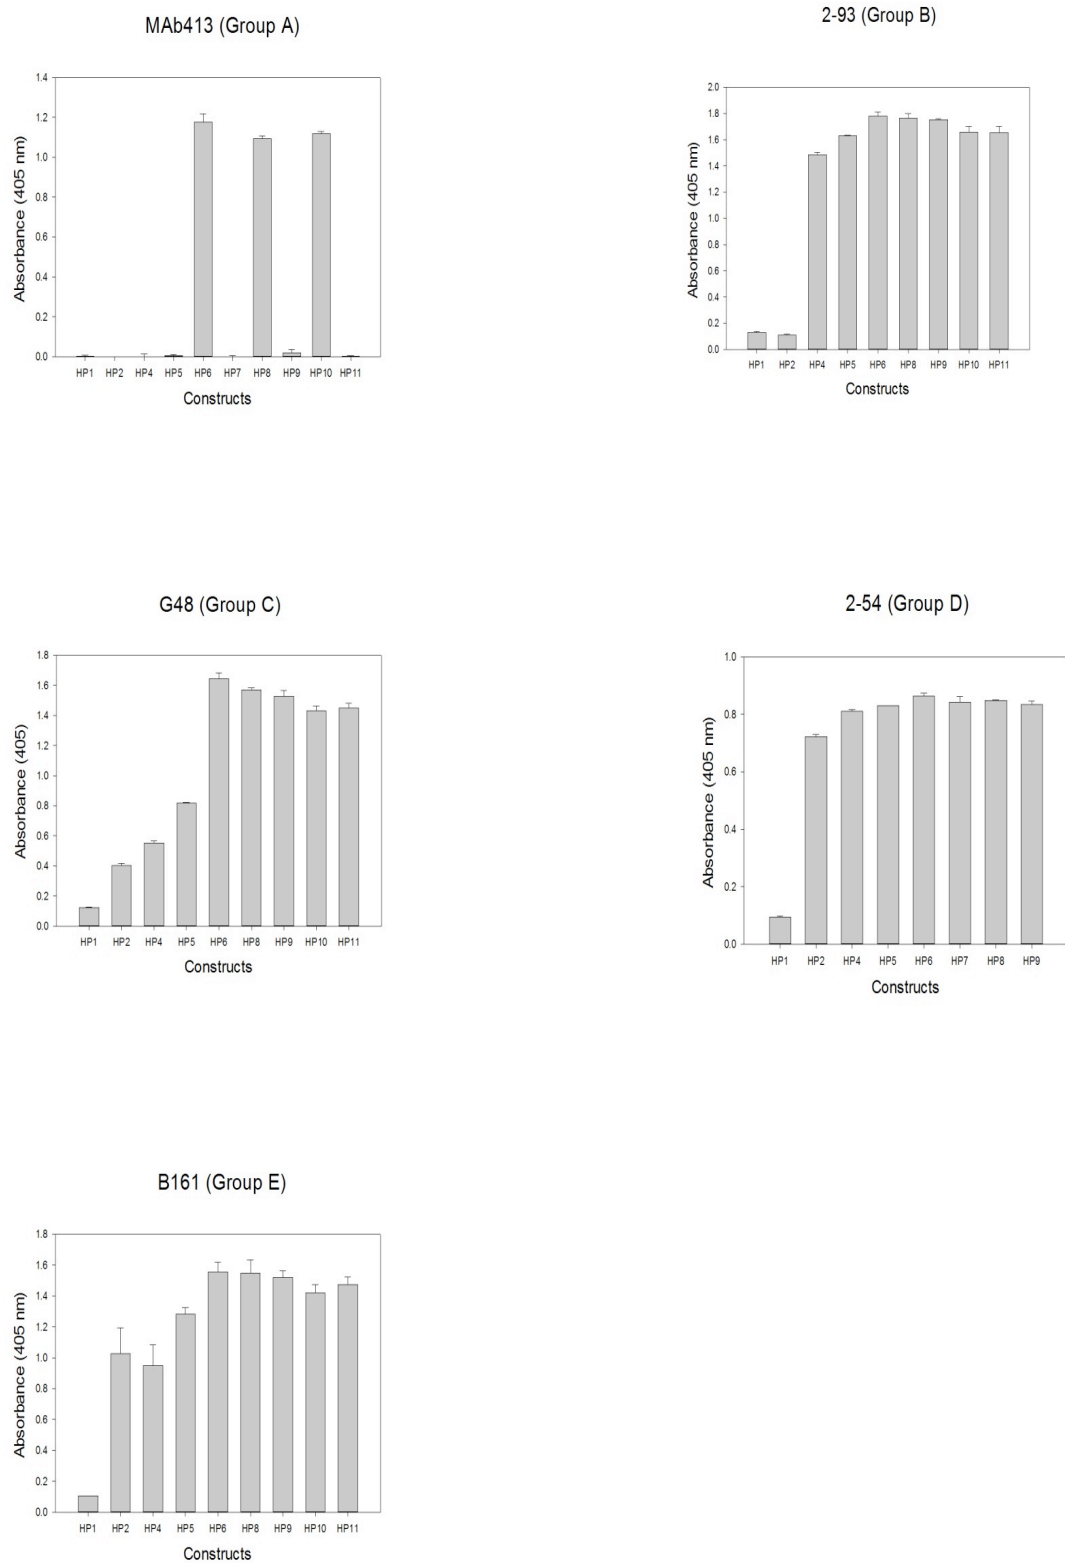 MAb413 (Group A)
1.4
1.2
1.0
0.8
0.6
0.4
0.2
0.0
Absorbance (405 nm)
HP1 HP2 HP4 HP5 HP6 HP7 HP8 HP9 HP10 HP11
Constructs
2-93 (Group B)
2.0
1.8
1.6
1.4
1.2
1.0
0.8
0.6
0.4
0.2
0.0
Absorbance (405 nm)
HP1 HP2 HP4 HP5 HP6 HP8 HP9 HP10 HP11
Constructs
G48 (Group C)
1.8
1.6
1.4
1.2
1.0
0.8
0.6
0.4
0.2
0.0
Absorbance (405)
HP1 HP2 HP4 HP5 HP6 HP8 HP9 HP10 HP11
Constructs
2-54 (Group D)
1.0
0.8
0.6
0.4
0.2
0.0
Absorbance (405 nm)
HP1 HP2 HP4 HP5 HP6 HP7 HP8 HP9
Constructs
B161 (Group E)
1.8
1.6
1.4
1.2
1.0
0.8
0.6
0.4
0.2
0.0
Absorbance (405 nm)
HP1 HP2 HP4 HP5 HP6 HP8 HP9 HP10 HP11
Constructs